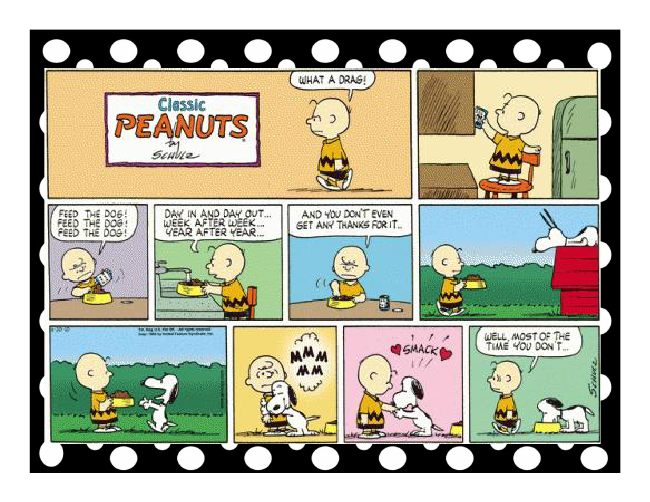 Classic
PEANUTS
by
SCHULZ
WHAT A DRAG!
FEED THE DOG!
FEED THE DOG!
FEED THE DOG!
DAY IN AND DAY OUT...
WEEK AFTER WEEK...
YEAR AFTER YEAR...
AND YOU DON'T EVEN
GET ANY THANKS FOR IT..
MMM
MM
SMACK
WELL, MOST OF THE
TIME YOU DON'T...
SCHULZ